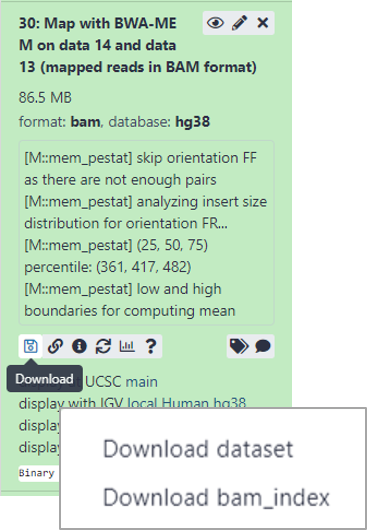 30: Map with BWA-ME
M on data 14 and data
13 (mapped reads in BAM format)
86.5 MB
format: bam, database: hg38
[M::mem_pestat] skip orientation FF
as there are not enough pairs
[M::mem_pestat] analyzing insert size
distribution for orientation FR...
[M::mem_pestat] (25, 50, 75)
percentile: (361, 417, 482)
[M::mem_pestat] low and high
boundaries for computing mean
Download
UCSC main
display with IGV local Human hg38
Binary
Download dataset
Download bam_index